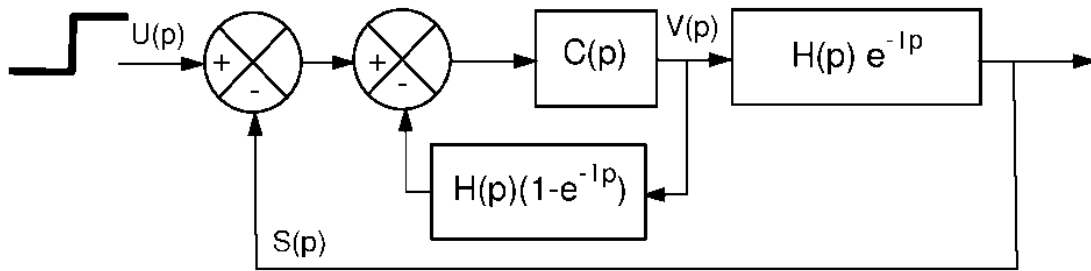 U(p)
+
-
+
-
C(p)
V(p)
H(p) e^{-1p}
H(p)(1-e^{-1p})
S(p)